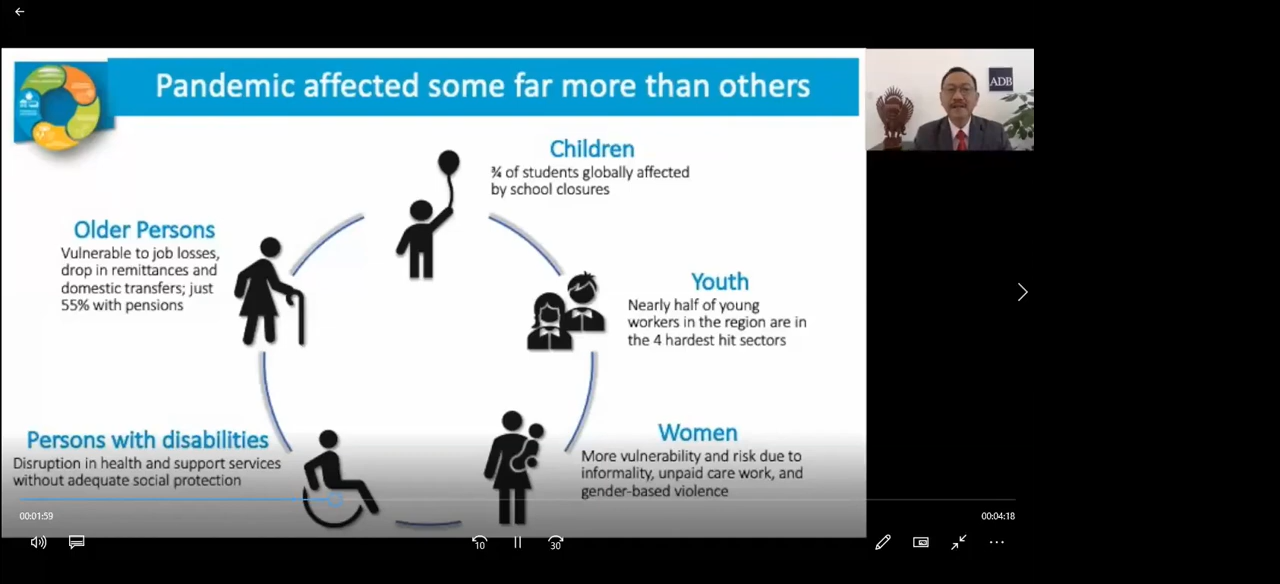 Pandemic affected some far more than others
ADB
Children
¾ of students globally affected
by school closures
Older Persons
Vulnerable to job losses,
drop in remittances and
domestic transfers; just
55% with pensions
Youth
Nearly half of young
workers in the region are in
the 4 hardest hit sectors
Persons with disabilities
Disruption in health and support services
without adequate social protection
Women
More vulnerability and risk due to
informality, unpaid care work, and
gender-based violence
00:01:59
00:04:18
10
30